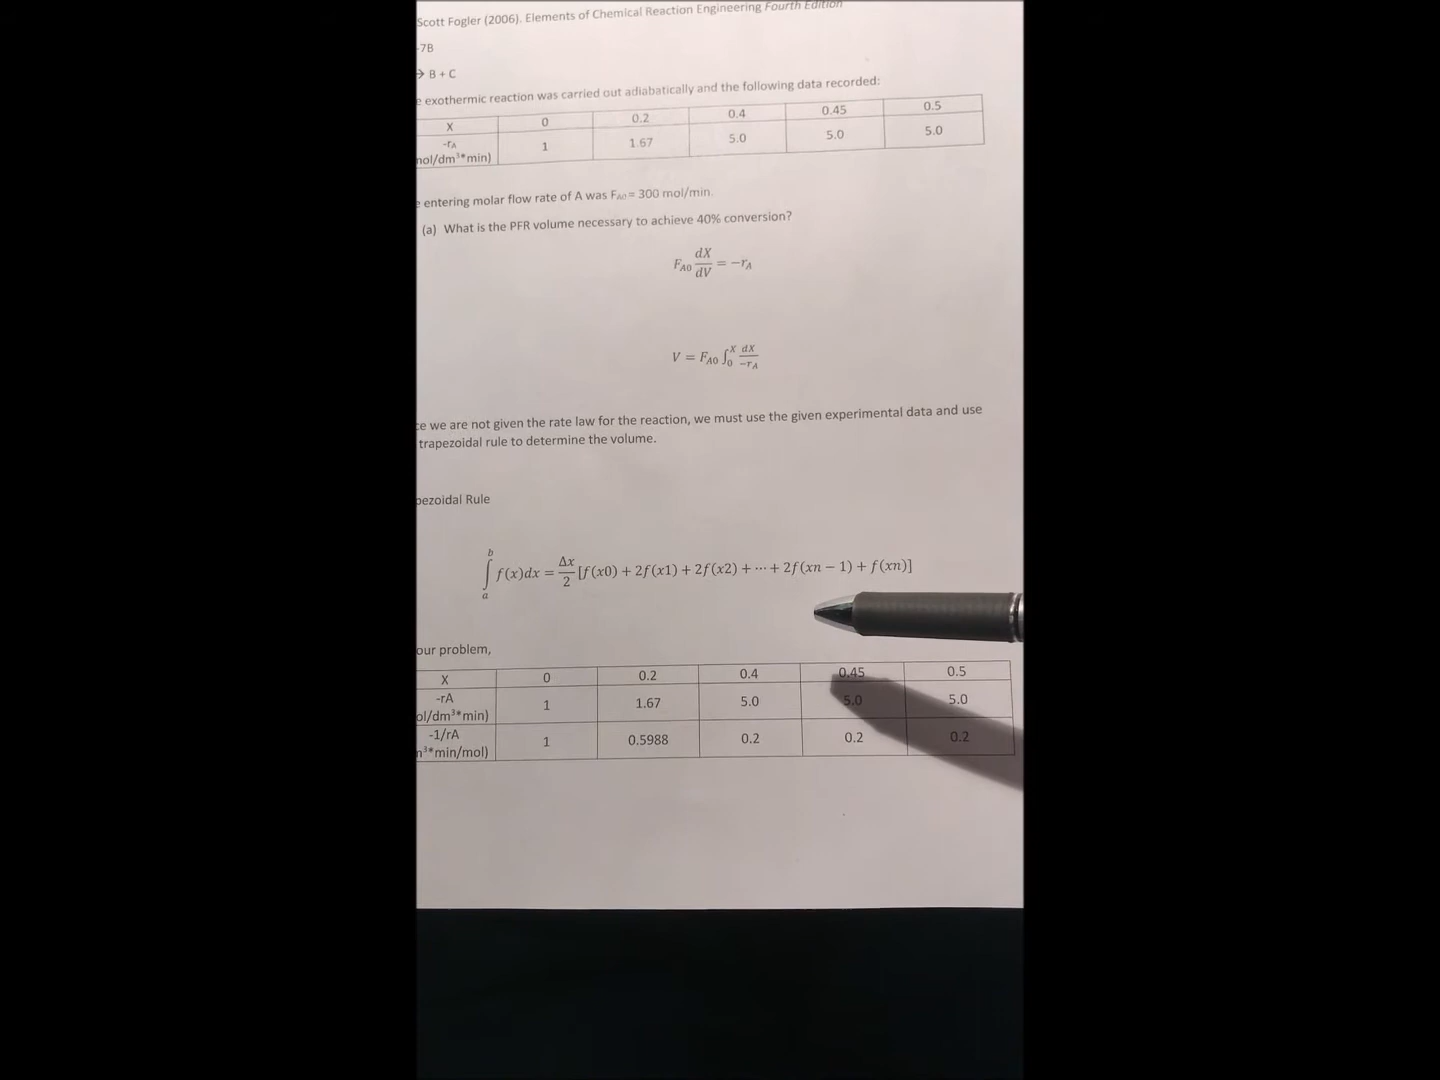 Scott Fogler (2006). Elements of Chemical Reaction Engineering Fourth Edition
-7B
→ B + C
e exothermic reaction was carried out adiabatically and the following data recorded:
X 0 0.2 0.4 0.45 0.5
-rA 1 1.67 5.0 5.0 5.0
nol/dm³*min)
e entering molar flow rate of A was FA0 = 300 mol/min.
(a) What is the PFR volume necessary to achieve 40% conversion?
F_A0 dX/dV = −r_A
V = F_A0 ∫_0^X dX/−r_A
ce we are not given the rate law for the reaction, we must use the given experimental data and use
trapezoidal rule to determine the volume.
pezoidal Rule
∫_a^b f(x)dx = Δx/2 [f(x0) + 2f(x1) + 2f(x2) + ⋯ + 2f(xn − 1) + f(xn)]
our problem,
X 0 0.2 0.4 0.45 0.5
-rA 1 1.67 5.0 5.0 5.0
ol/dm³*min)
-1/rA 1 0.5988 0.2 0.2 0.2
n³*min/mol)